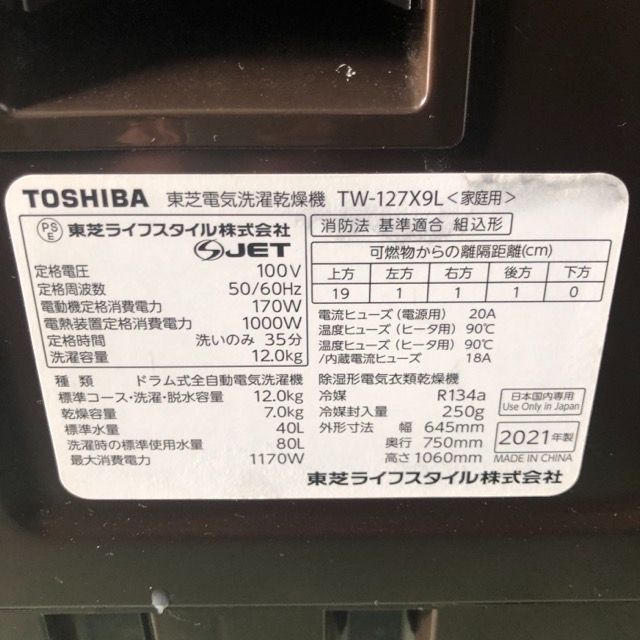 TOSHIBA 東芝電気洗濯乾燥機 TW-127X9L<家庭用>
PS E 東芝ライフスタイル株式会社
JET
定格電圧 100V
定格周波数 50/60Hz
電動機定格消費電力 170W
電熱装置定格消費電力 1000W
定格時間 洗いのみ 35分
洗濯容量 12.0kg
種 類 ドラム式全自動電気洗濯機
標準コース・洗濯・脱水容量 12.0kg
乾燥容量 7.0kg
標準水量 40L
洗濯時の標準使用水量 80L
最大消費電力 1170W
消防法 基準適合 組込形
可燃物からの離隔距離(cm)
上方 左方 右方 後方 下方
19 1 1 1 0
電流ヒューズ(電源用) 20A
温度ヒューズ(ヒータ用) 90℃
温度ヒューズ(ヒータ用) 90℃
/内蔵電流ヒューズ 18A
除湿形電気衣類乾燥機
冷媒 R134a
冷媒封入量 250g
外形寸法 幅 645mm
奥行 750mm
高さ 1060mm
日本国内専用
Use Only in Japan
2021年製
MADE IN CHINA
東芝ライフスタイル株式会社